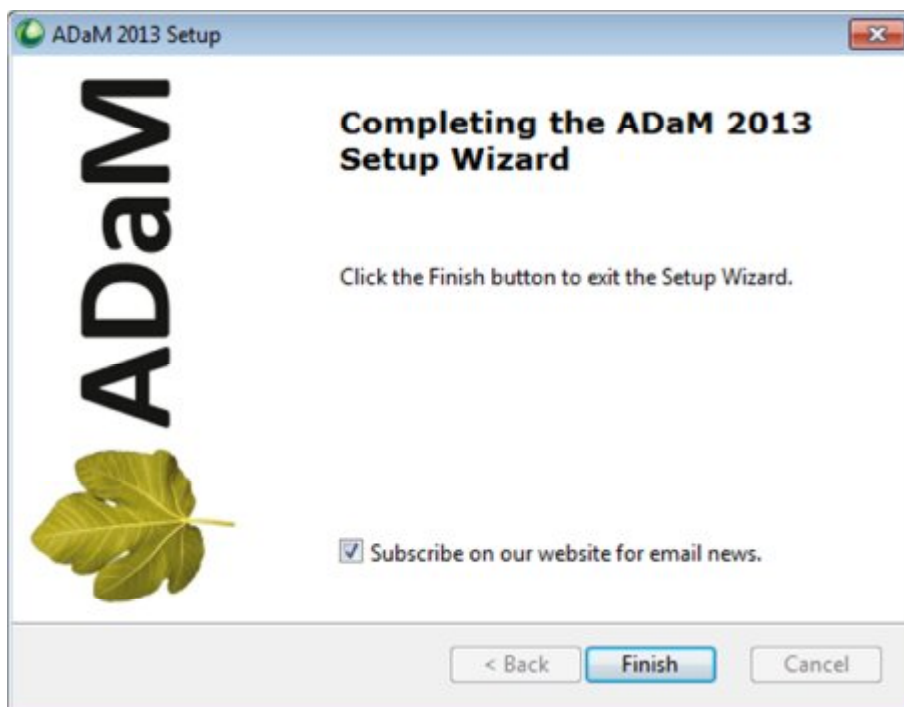 ADaM 2013 Setup
ADaM
Completing the ADaM 2013
Setup Wizard
Click the Finish button to exit the Setup Wizard.
Subscribe on our website for email news.
< Back
Finish
Cancel